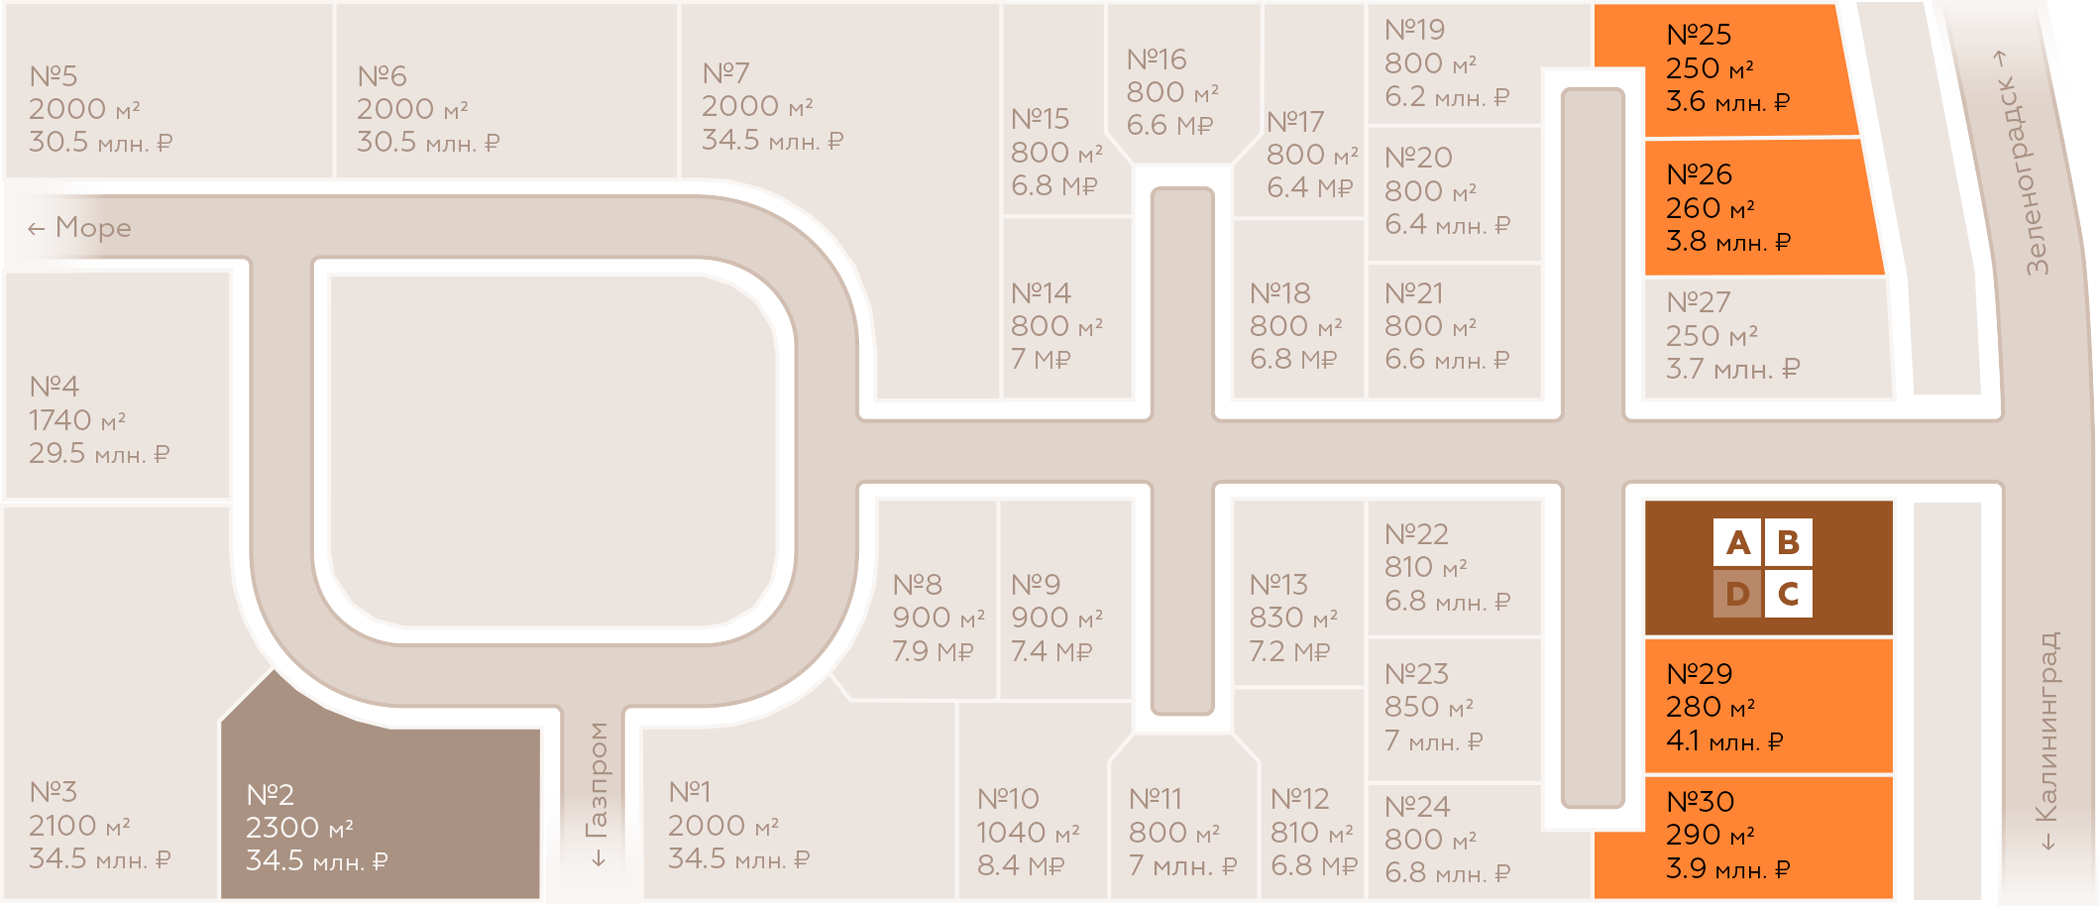 №5
2000 м²
30.5 млн. ₽
№6
2000 м²
30.5 млн. ₽
№7
2000 м²
34.5 млн. ₽
№15
800 м²
6.8 М₽
№16
800 м²
6.6 М₽
№17
800 м²
6.4 М₽
№19
800 м²
6.2 млн. ₽
№20
800 м²
6.4 млн. ₽
№25
250 м²
3.6 млн. ₽
№26
260 м²
3.8 млн. ₽
Зеленоградск →
← Море
№14
800 м²
7 М₽
№18
800 м²
6.8 М₽
№21
800 м²
6.6 млн. ₽
№27
250 м²
3.7 млн. ₽
№4
1740 м²
29.5 млн. ₽
№8
900 м²
7.9 М₽
№9
900 м²
7.4 М₽
№13
830 м²
7.2 М₽
№22
810 м²
6.8 млн. ₽
A B
D C
№23
850 м²
7 млн. ₽
№29
280 м²
4.1 млн. ₽
← Калининград
№3
2100 м²
34.5 млн. ₽
№2
2300 м²
34.5 млн. ₽
← Газпром
№1
2000 м²
34.5 млн. ₽
№10
1040 м²
8.4 М₽
№11
800 м²
7 млн. ₽
№12
810 м²
6.8 М₽
№24
800 м²
6.8 млн. ₽
№30
290 м²
3.9 млн. ₽